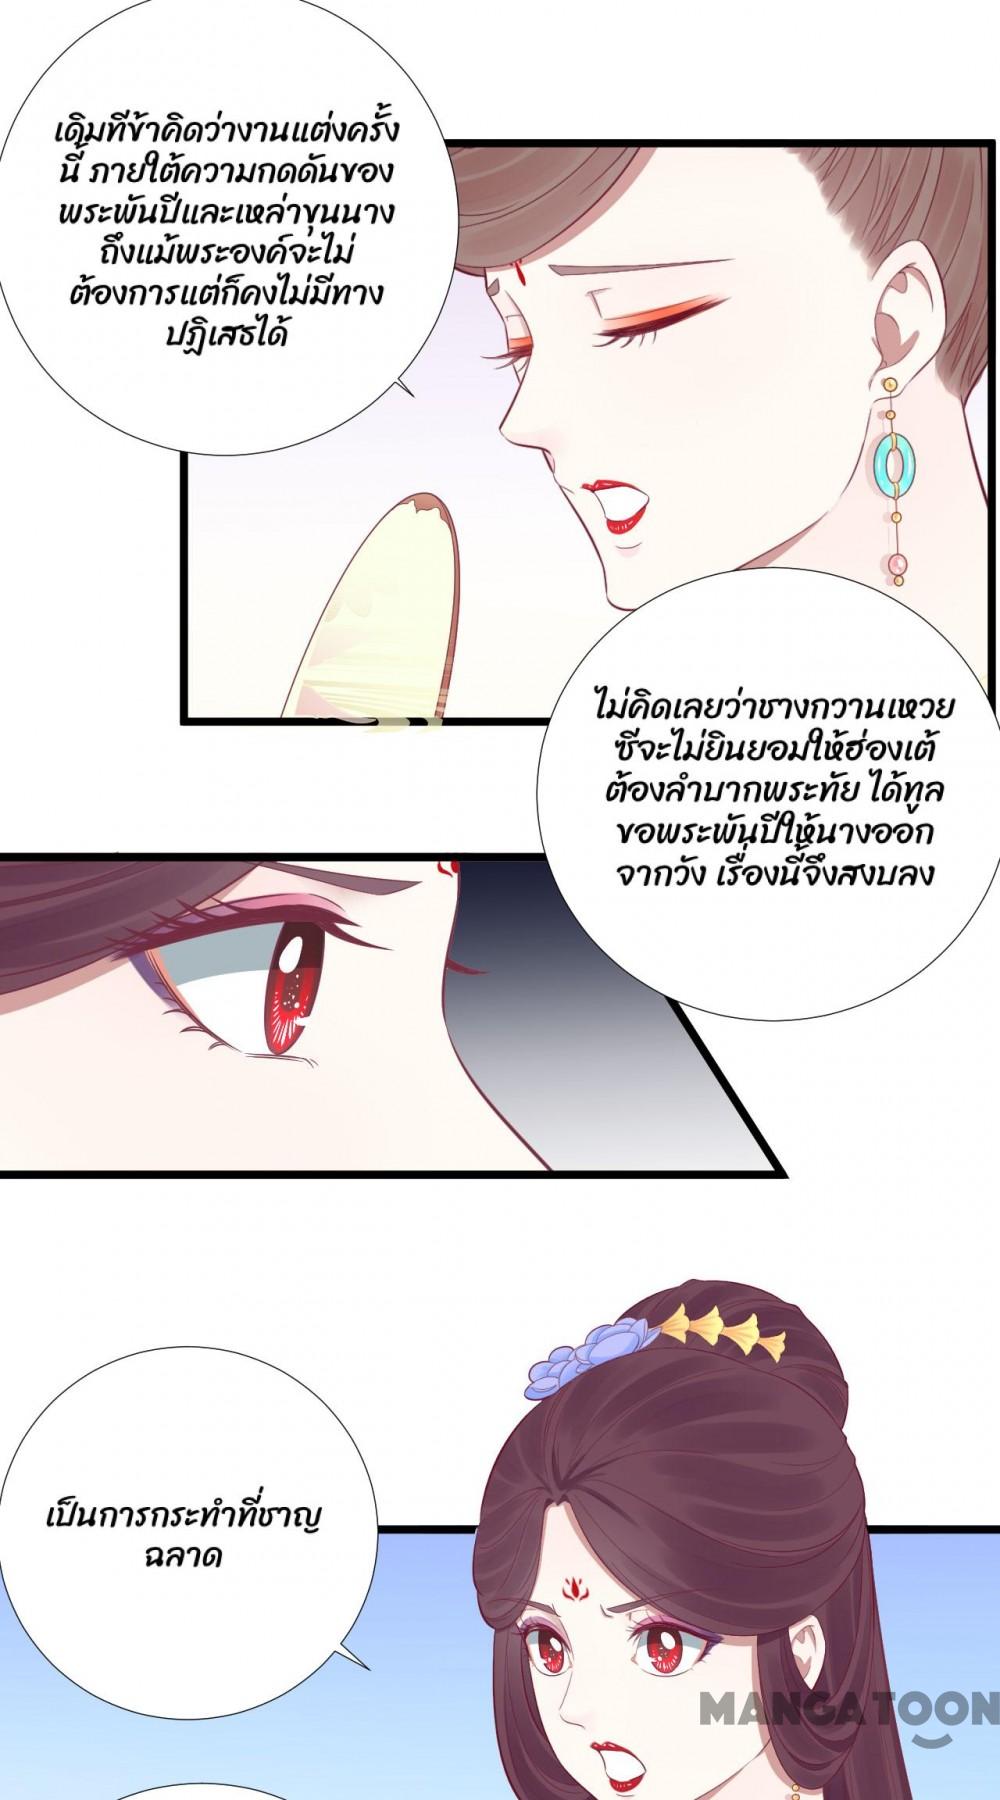 เดิมทีข้าคิดว่างานแต่งครั้ง
นี้ ภายใต้ความกดดันของ
พระพันปีและเหล่าขุนนาง
ถึงแม้พระองค์จะไม่
ต้องการแต่ก็คงไม่มีทาง
ปฏิเสธได้
ไม่คิดเลยว่าชางกวานเหวย
ซีจะไม่ยินยอมให้ฮ่องเต้
ต้องลำบากพระทัย ได้ทูล
ขอพระพันปีให้นางออก
จากวัง เรื่องนี้จึงสงบลง
เป็นการกระทำที่ชาญ
ฉลาด
MANGATOON